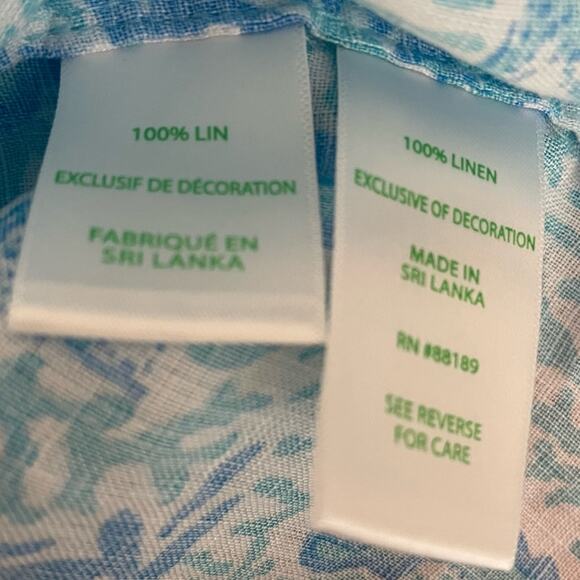 100% LIN
EXCLUSIF DE DÉCORATION
FABRIQUÉ EN
SRI LANKA
100% LINEN
EXCLUSIVE OF DECORATION
MADE IN
SRI LANKA
RN #88189
SEE REVERSE
FOR CARE